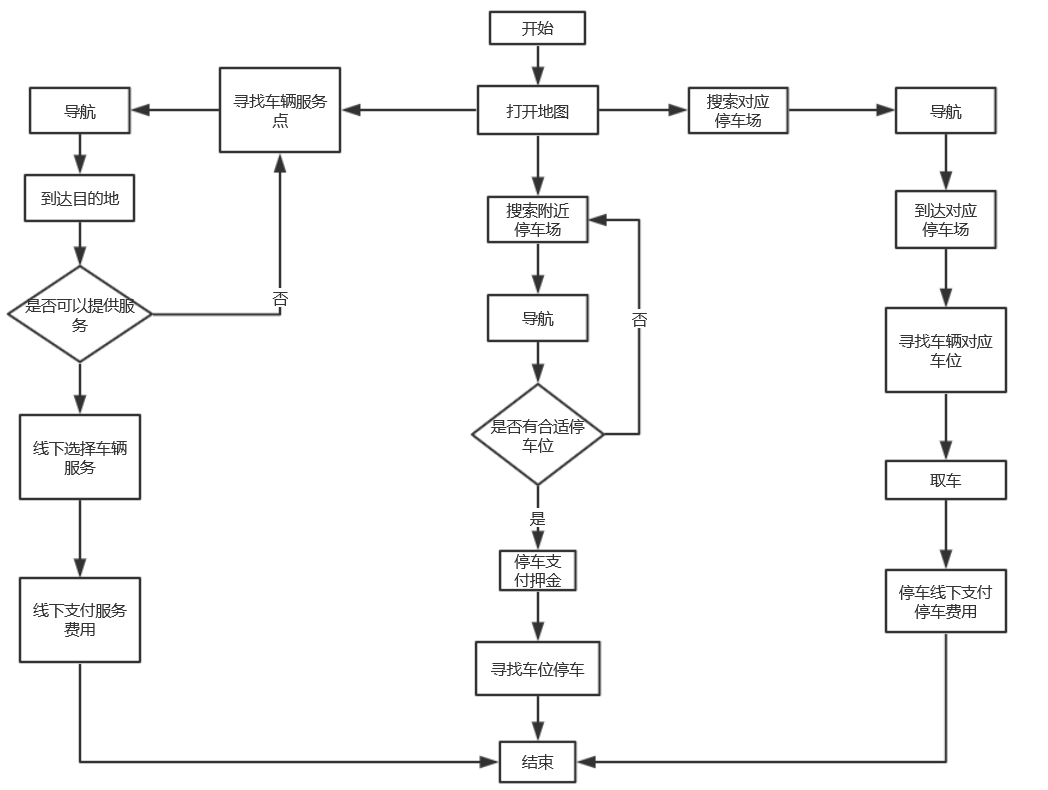 开始
寻找车辆服务
点
导航
打开地图
搜索对应
停车场
导航
到达目的地
搜索附近
停车场
到达对应
停车场
是否可以提供服
务
否
导航
否
寻找车辆对应
车位
是否有合适停
车位
线下选择车辆
服务
取车
是
停车支
付押金
线下支付服务
费用
停车线下支付
停车费用
寻找车位停车
结束